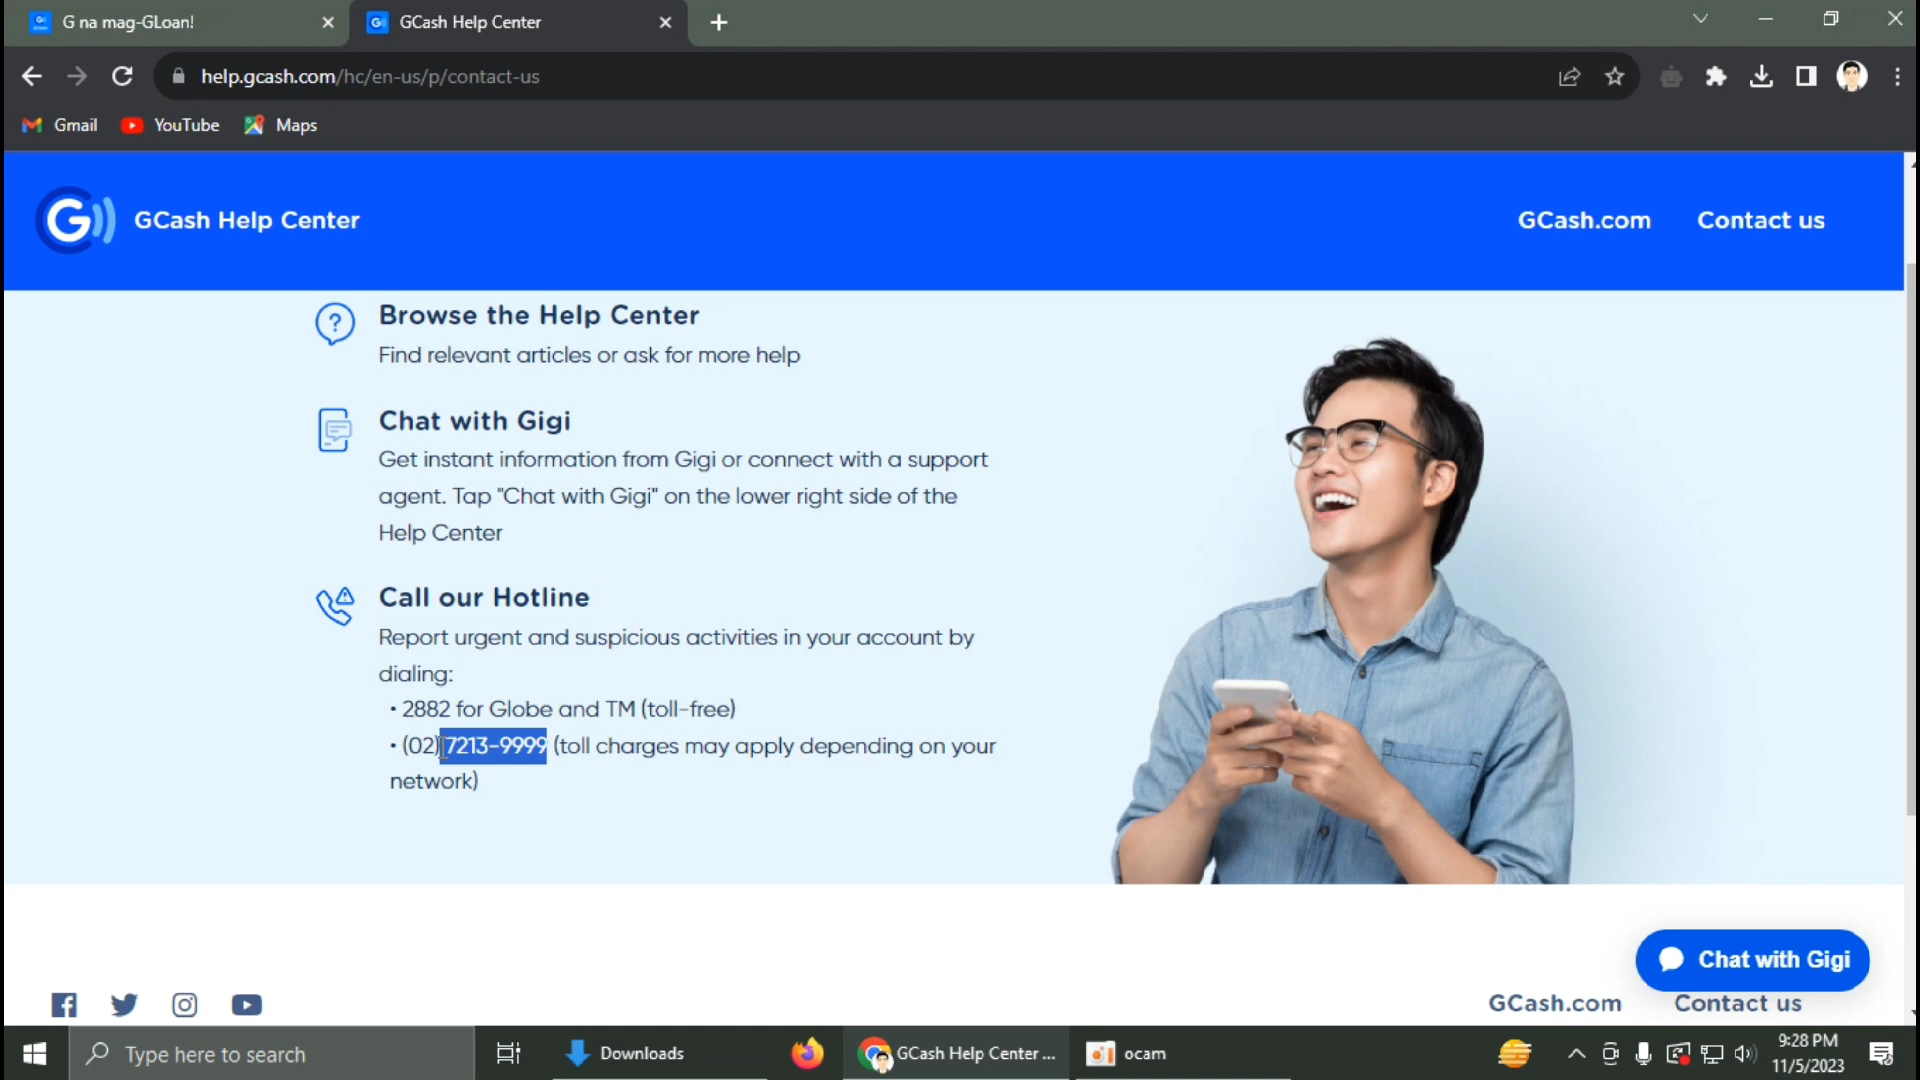 G na mag-GLoan!
GCash Help Center
help.gcash.com/hc/en-us/p/contact-us
Gmail
YouTube
Maps
GCash Help Center
GCash.com
Contact us
Browse the Help Center
Find relevant articles or ask for more help
Chat with Gigi
Get instant information from Gigi or connect with a support
agent. Tap "Chat with Gigi" on the lower right side of the
Help Center
Call our Hotline
Report urgent and suspicious activities in your account by
dialing:
• 2882 for Globe and TM (toll-free)
• (02) 7213-9999 (toll charges may apply depending on your
network)
Chat with Gigi
GCash.com
Contact us
Type here to search
Downloads
GCash Help Center ...
ocam
9:28 PM
11/5/2023